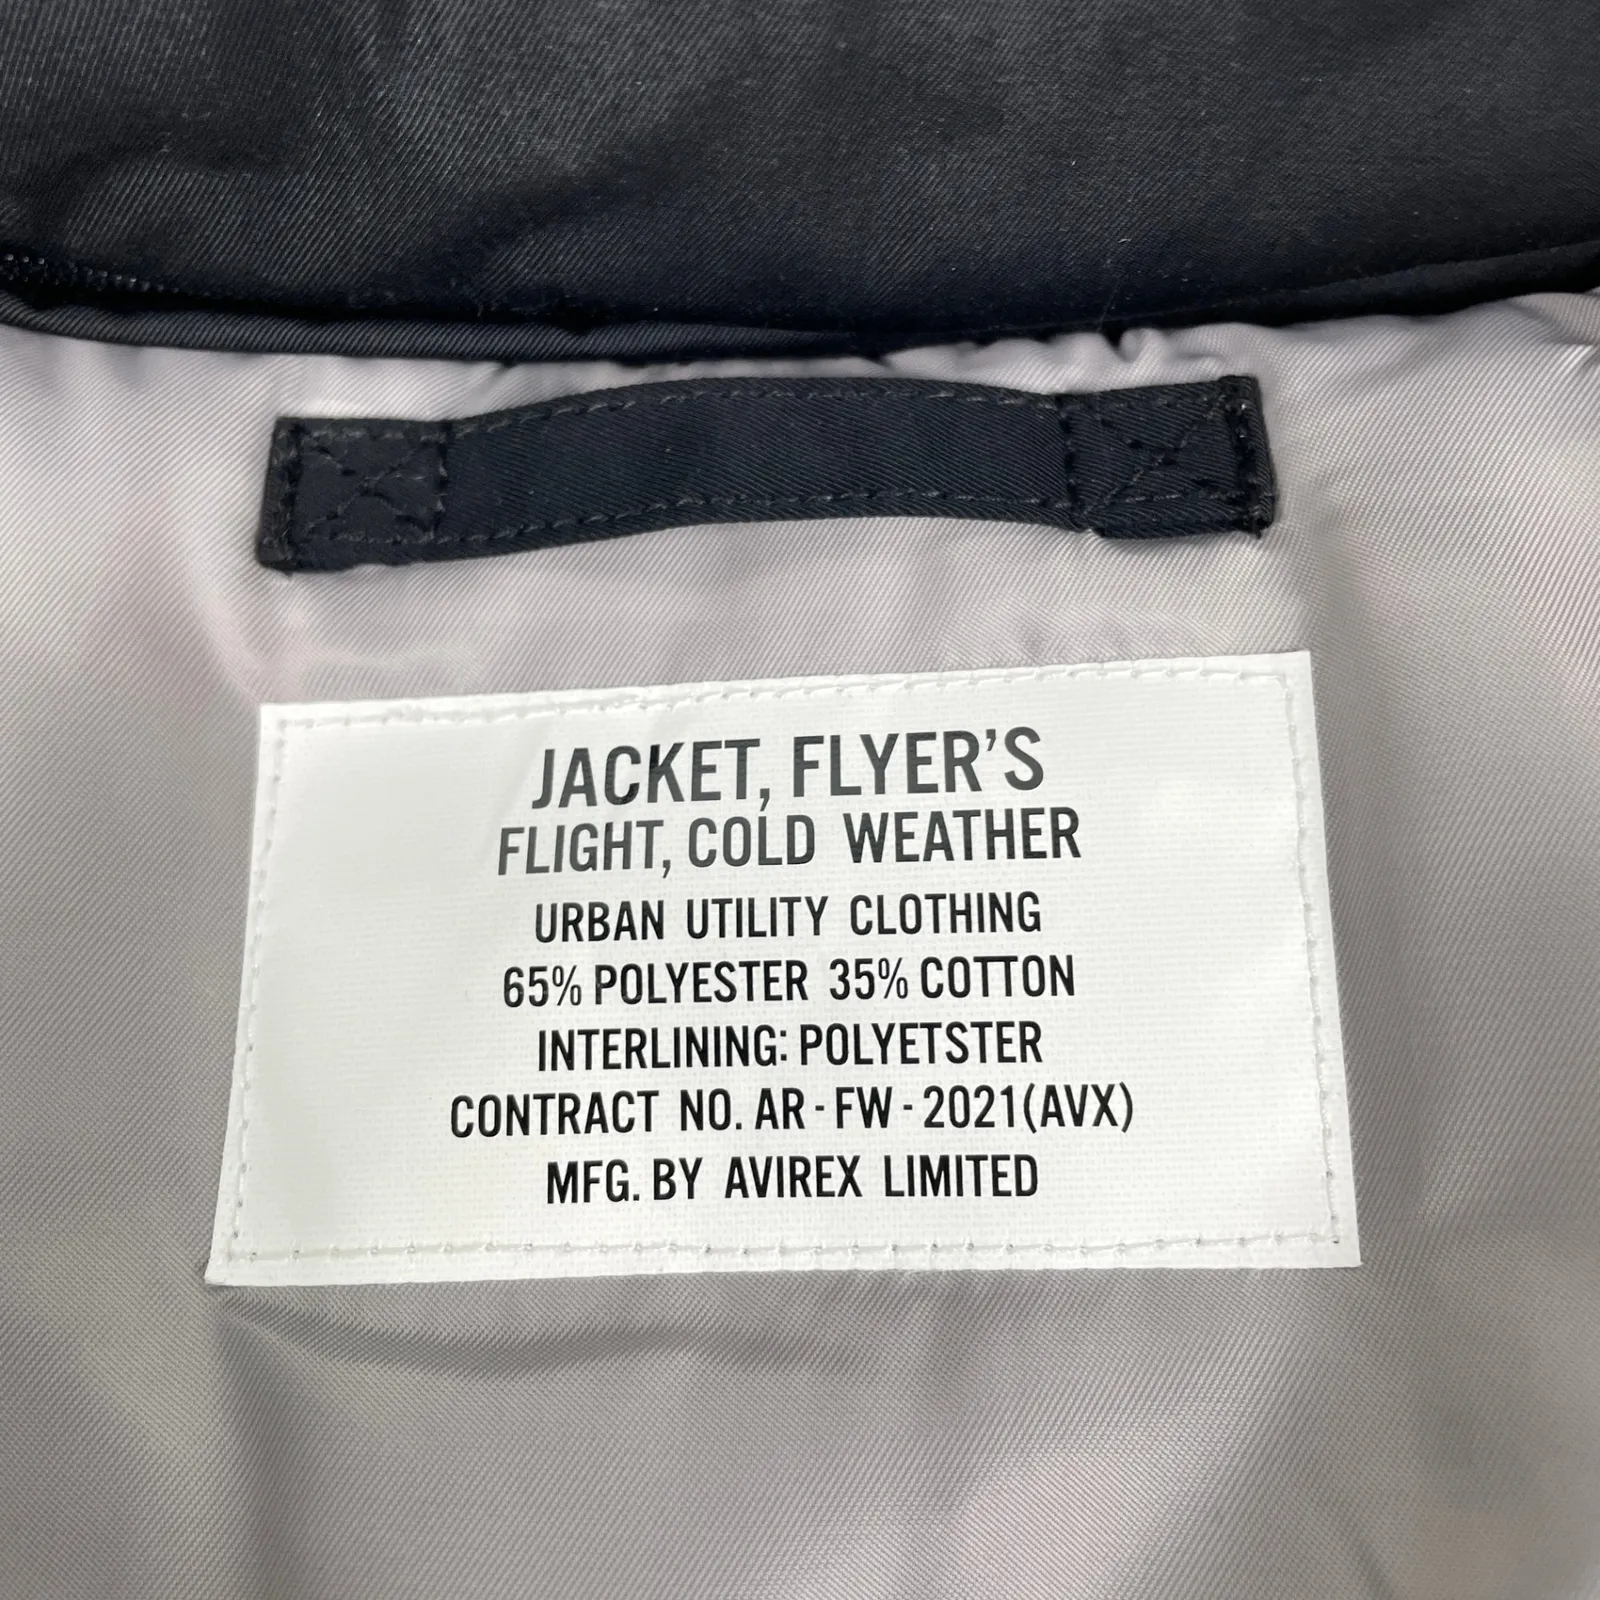 JACKET, FLYER'S
FLIGHT, COLD WEATHER
URBAN UTILITY CLOTHING
65% POLYESTER 35% COTTON
INTERLINING: POLYETSTER
CONTRACT NO. AR - FW - 2021(AVX)
MFG. BY AVIREX LIMITED